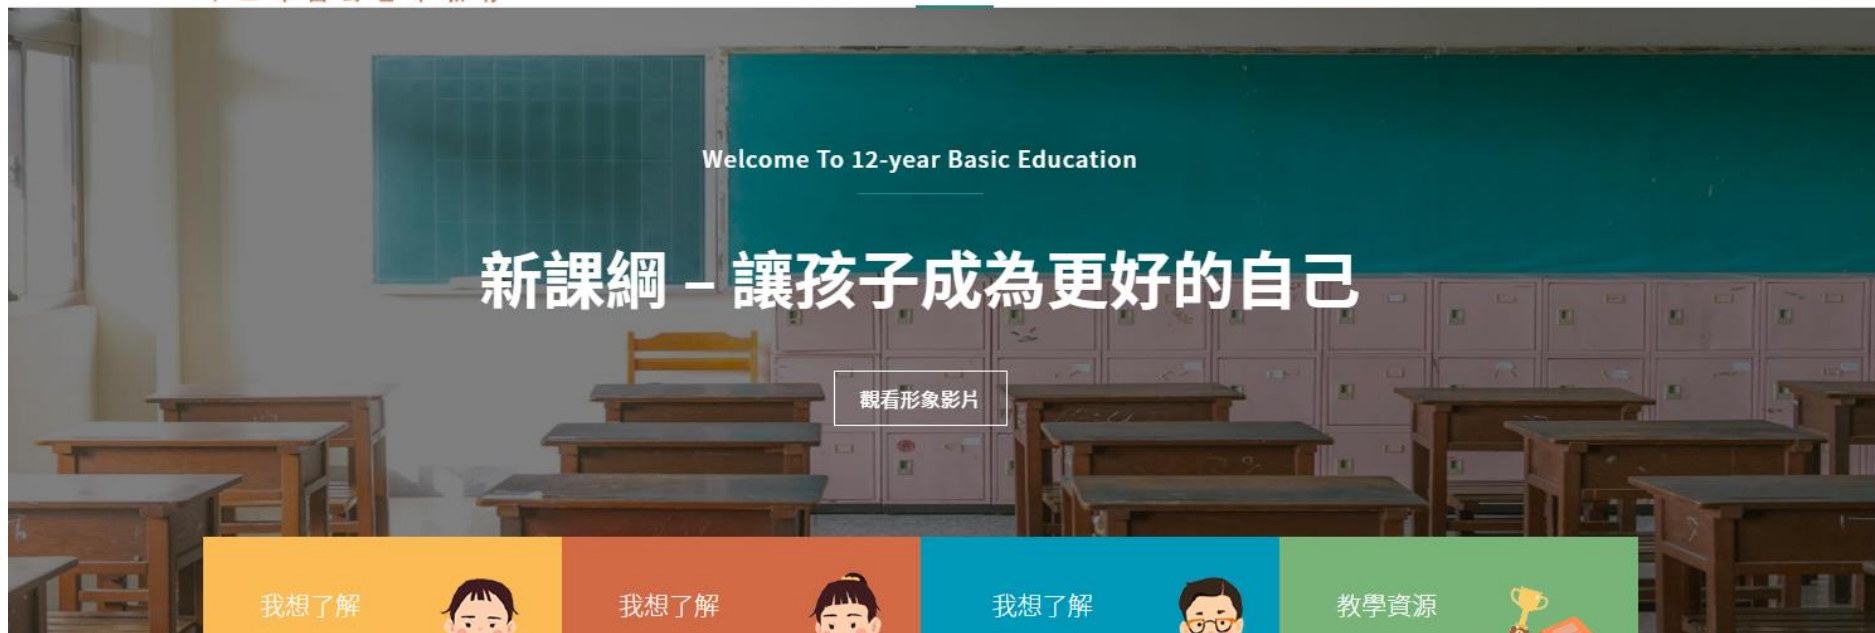 Welcome To 12-year Basic Education
新課綱 – 讓孩子成為更好的自己
觀看形象影片
我想了解
我想了解
我想了解
教學資源